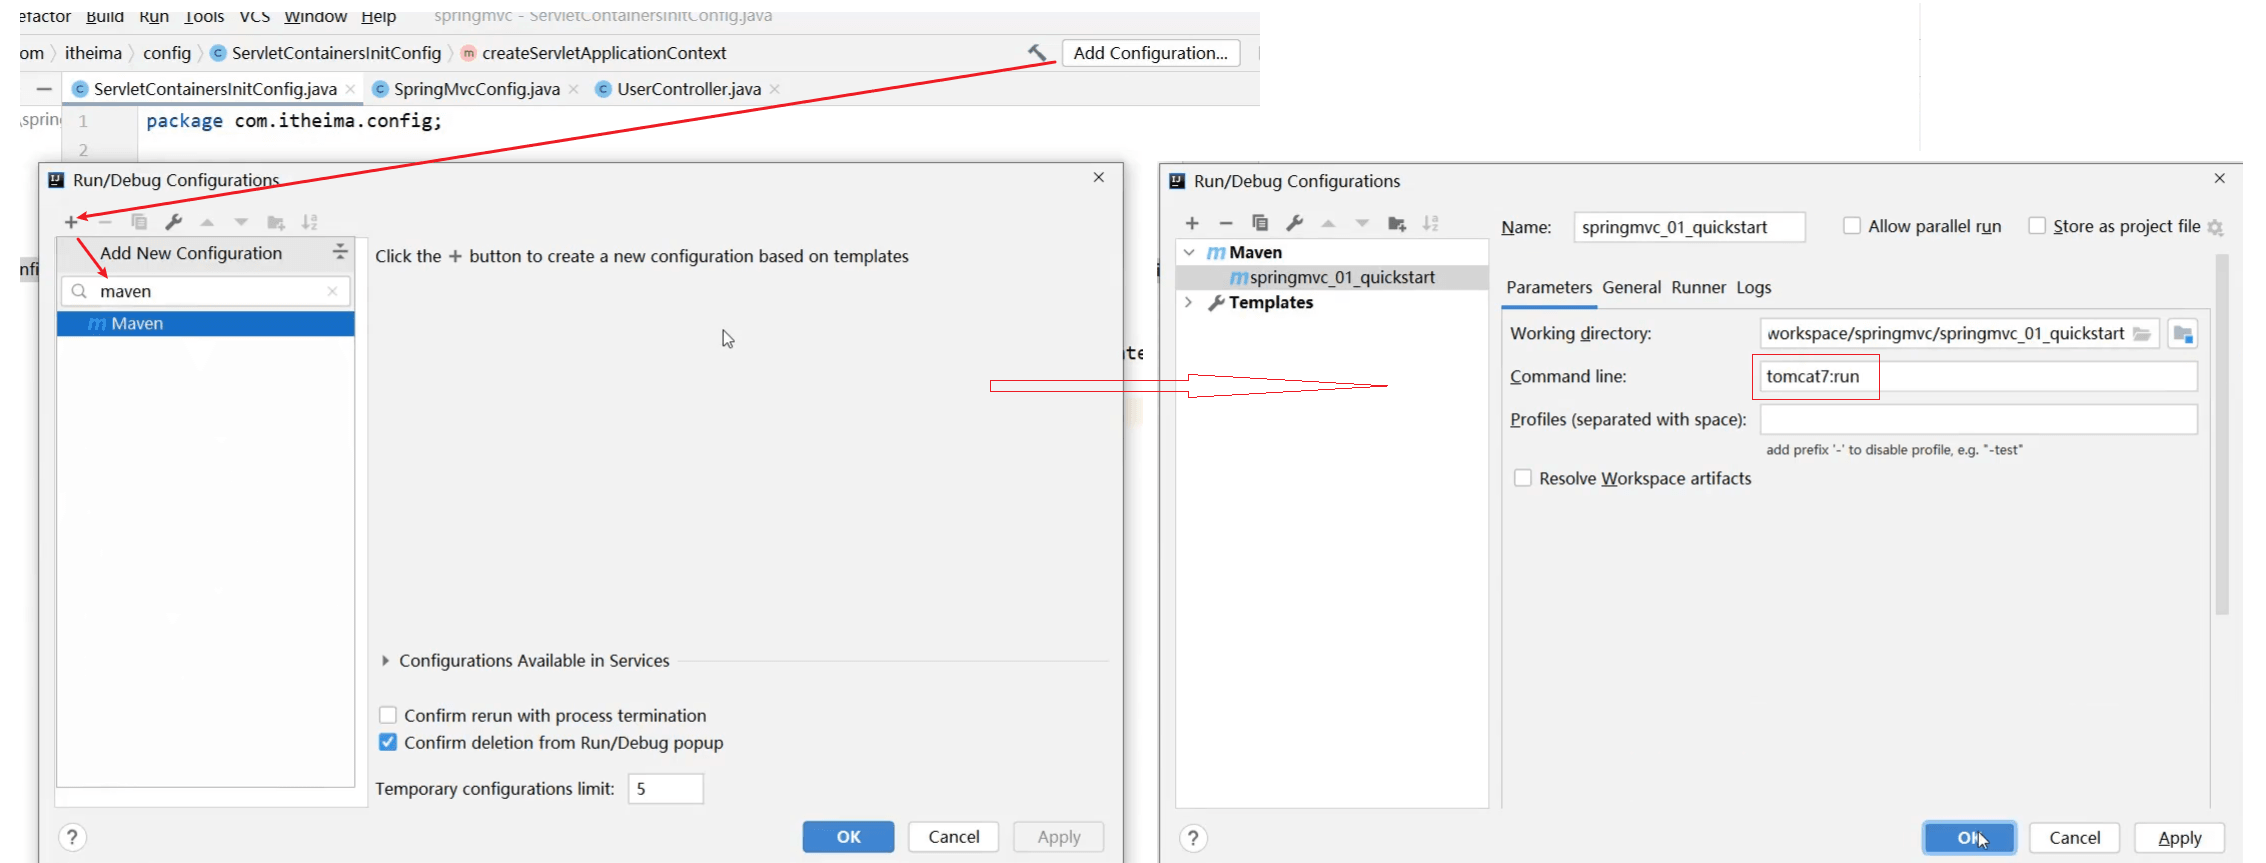 efactor Build Run Tools VCS Window Help springmvc - ServletContainersInitConfig.java
om itheima config ServletContainersInitConfig createServletApplicationContext Add Configuration...
ServletContainersInitConfig.java SpringMvcConfig.java UserController.java
\spring 1 package com.itheima.config;
2
Run/Debug Configurations
Add New Configuration
maven
Maven
Click the + button to create a new configuration based on templates
Configurations Available in Services
Confirm rerun with process termination
Confirm deletion from Run/Debug popup
Temporary configurations limit: 5
? OK Cancel Apply
Run/Debug Configurations
Name: springmvc_01_quickstart Allow parallel run Store as project file
Maven
springmvc_01_quickstart
Templates
Parameters General Runner Logs
Working directory: workspace/springmvc/springmvc_01_quickstart
Command line: tomcat7:run
Profiles (separated with space):
add prefix '-' to disable profile, e.g. "-test"
Resolve Workspace artifacts
? OK Cancel Apply